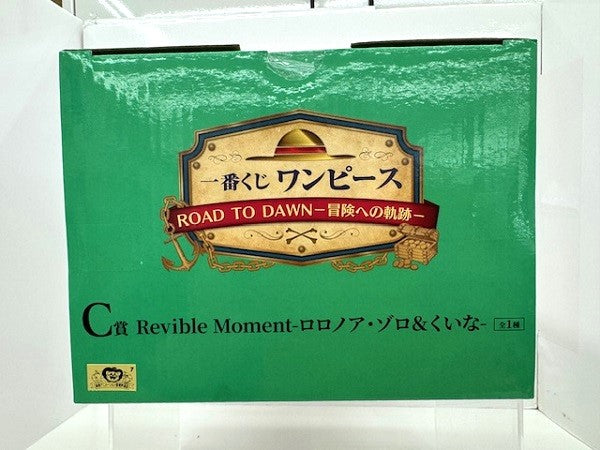 一番くじ ワンピース
ROAD TO DAWN－冒険への軌跡－
C賞 Revible Moment-ロロノア・ゾロ&くいな- 全1種